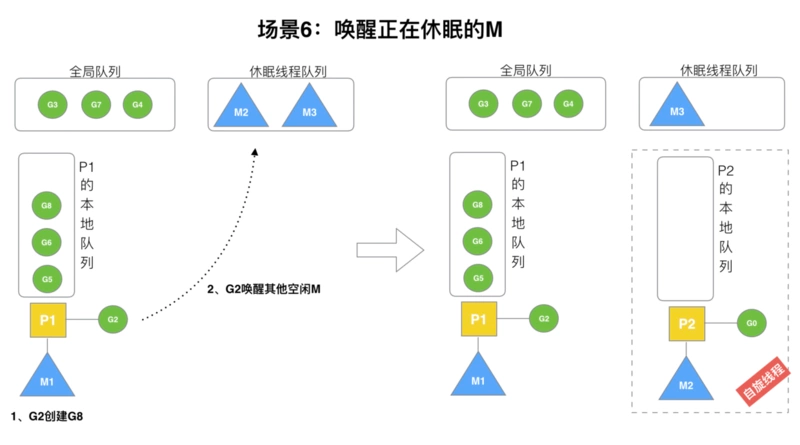 场景6：唤醒正在休眠的M
全局队列
休眠线程队列
G3
G7
G4
M2
M3
P1的本地队列
G8
G6
G5
P1
G2
M1
2、G2唤醒其他空闲M
1、G2创建G8
全局队列
休眠线程队列
G3
G7
G4
M3
P1的本地队列
G8
G6
G5
P1
G2
M1
P2的本地队列
P2
G0
M2
自旋线程